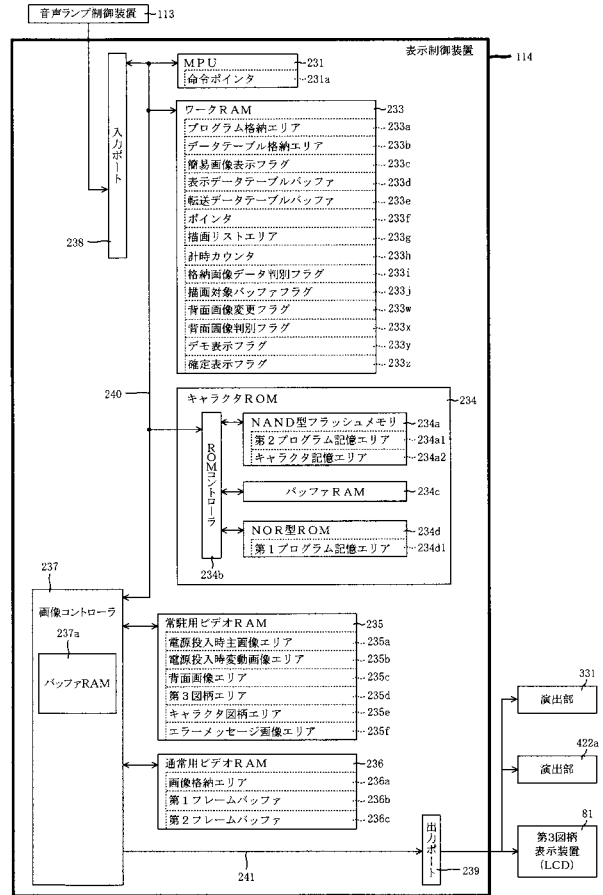 音声ランプ制御装置 113
表示制御装置 114
MPU 231
命令ポインタ 231a
ワークRAM 233
プログラム格納エリア 233a
データテーブル格納エリア 233b
簡易画像表示フラグ 233c
表示データテーブルバッファ 233d
転送データテーブルバッファ 233e
ポインタ 233f
描画リストエリア 233g
計時カウンタ 233h
格納画像データ判別フラグ 233i
描画対象バッファフラグ 233j
背面画像変更フラグ 233w
背面画像判別フラグ 233x
デモ表示フラグ 233y
確定表示フラグ 233z
入力ポート
238
240
キャラクタROM 234
NAND型フラッシュメモリ 234a
第2プログラム記憶エリア 234a1
キャラクタ記憶エリア 234a2
ROMコントローラ
234b
バッファRAM 234c
NOR型ROM 234d
第1プログラム記憶エリア 234d1
237
画像コントローラ
237a
バッファRAM
常駐用ビデオRAM 235
電源投入時主画像エリア 235a
電源投入時変動画像エリア 235b
背面画像エリア 235c
第3図柄エリア 235d
キャラクタ図柄エリア 235e
エラーメッセージ画像エリア 235f
通常用ビデオRAM 236
画像格納エリア 236a
第1フレームバッファ 236b
第2フレームバッファ 236c
241
出力ポート
239
331
演出部
422a
演出部
81
第3図柄
表示装置
(LCD)